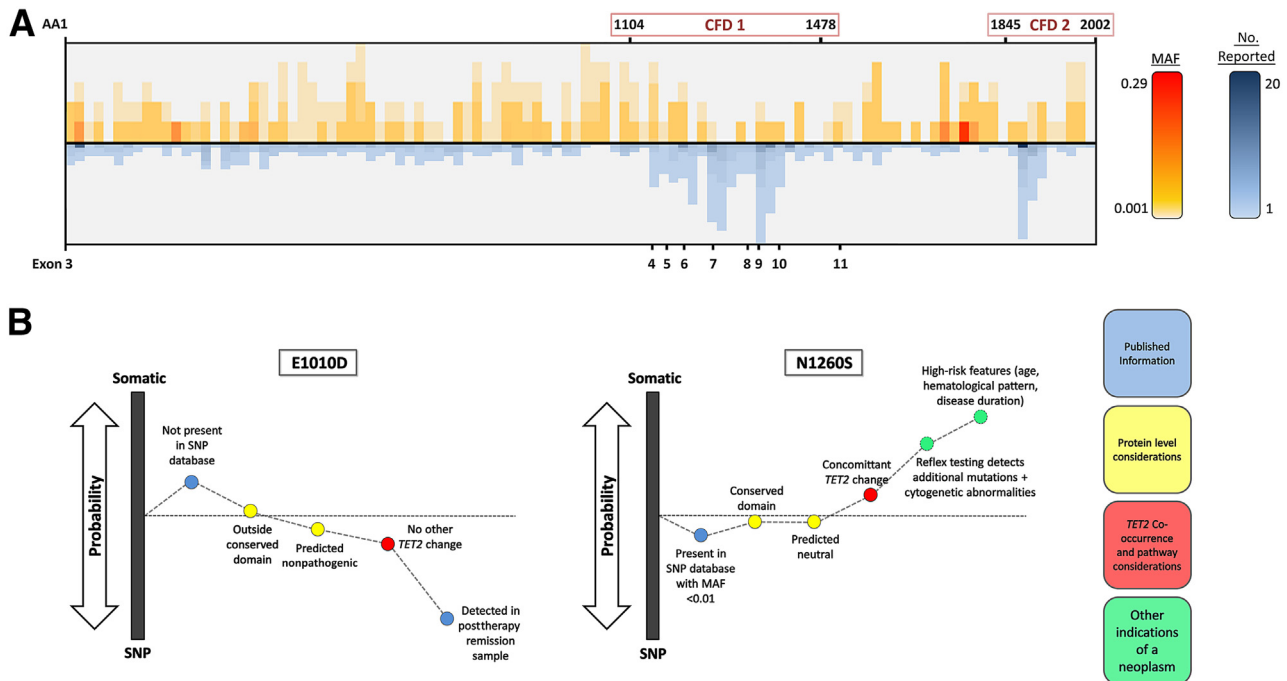 A
AA1
1104 CFD 1 1478
1845 CFD 2 2002
MAF
No.
Reported
0.29
20
0.001
1
Exon 3
4 5 6 7 8 9 10 11
B
E1010D
Somatic
Probability
SNP
Not present
in SNP
database
Outside
conserved
domain
Predicted
nonpathogenic
No other
TET2 change
Detected in
posttherapy
remission
sample
N1260S
Somatic
Probability
SNP
Present in
SNP database
with MAF
<0.01
Conserved
domain
Predicted
neutral
Concomittant
TET2 change
Reflex testing detects
additional mutations +
cytogenetic abnormalities
High-risk features (age,
hematological pattern,
disease duration)
Published
Information
Protein level
considerations
TET2 Co-
occurrence
and pathway
considerations
Other
indications
of a
neoplasm